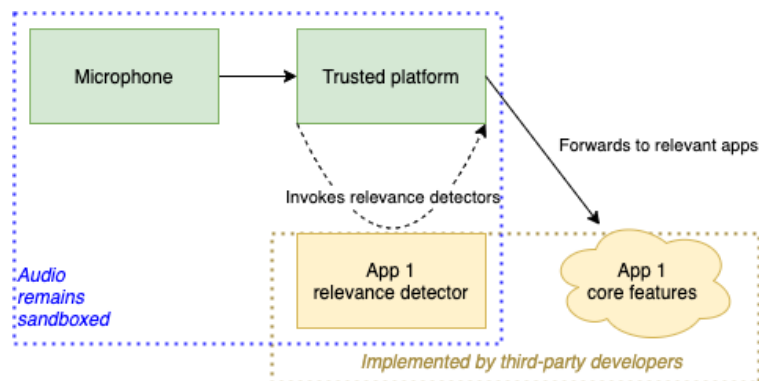 Microphone
Trusted platform
Forwards to relevant apps
Invokes relevance detectors
App 1
relevance detector
App 1
core features
Audio
remains
sandboxed
Implemented by third-party developers